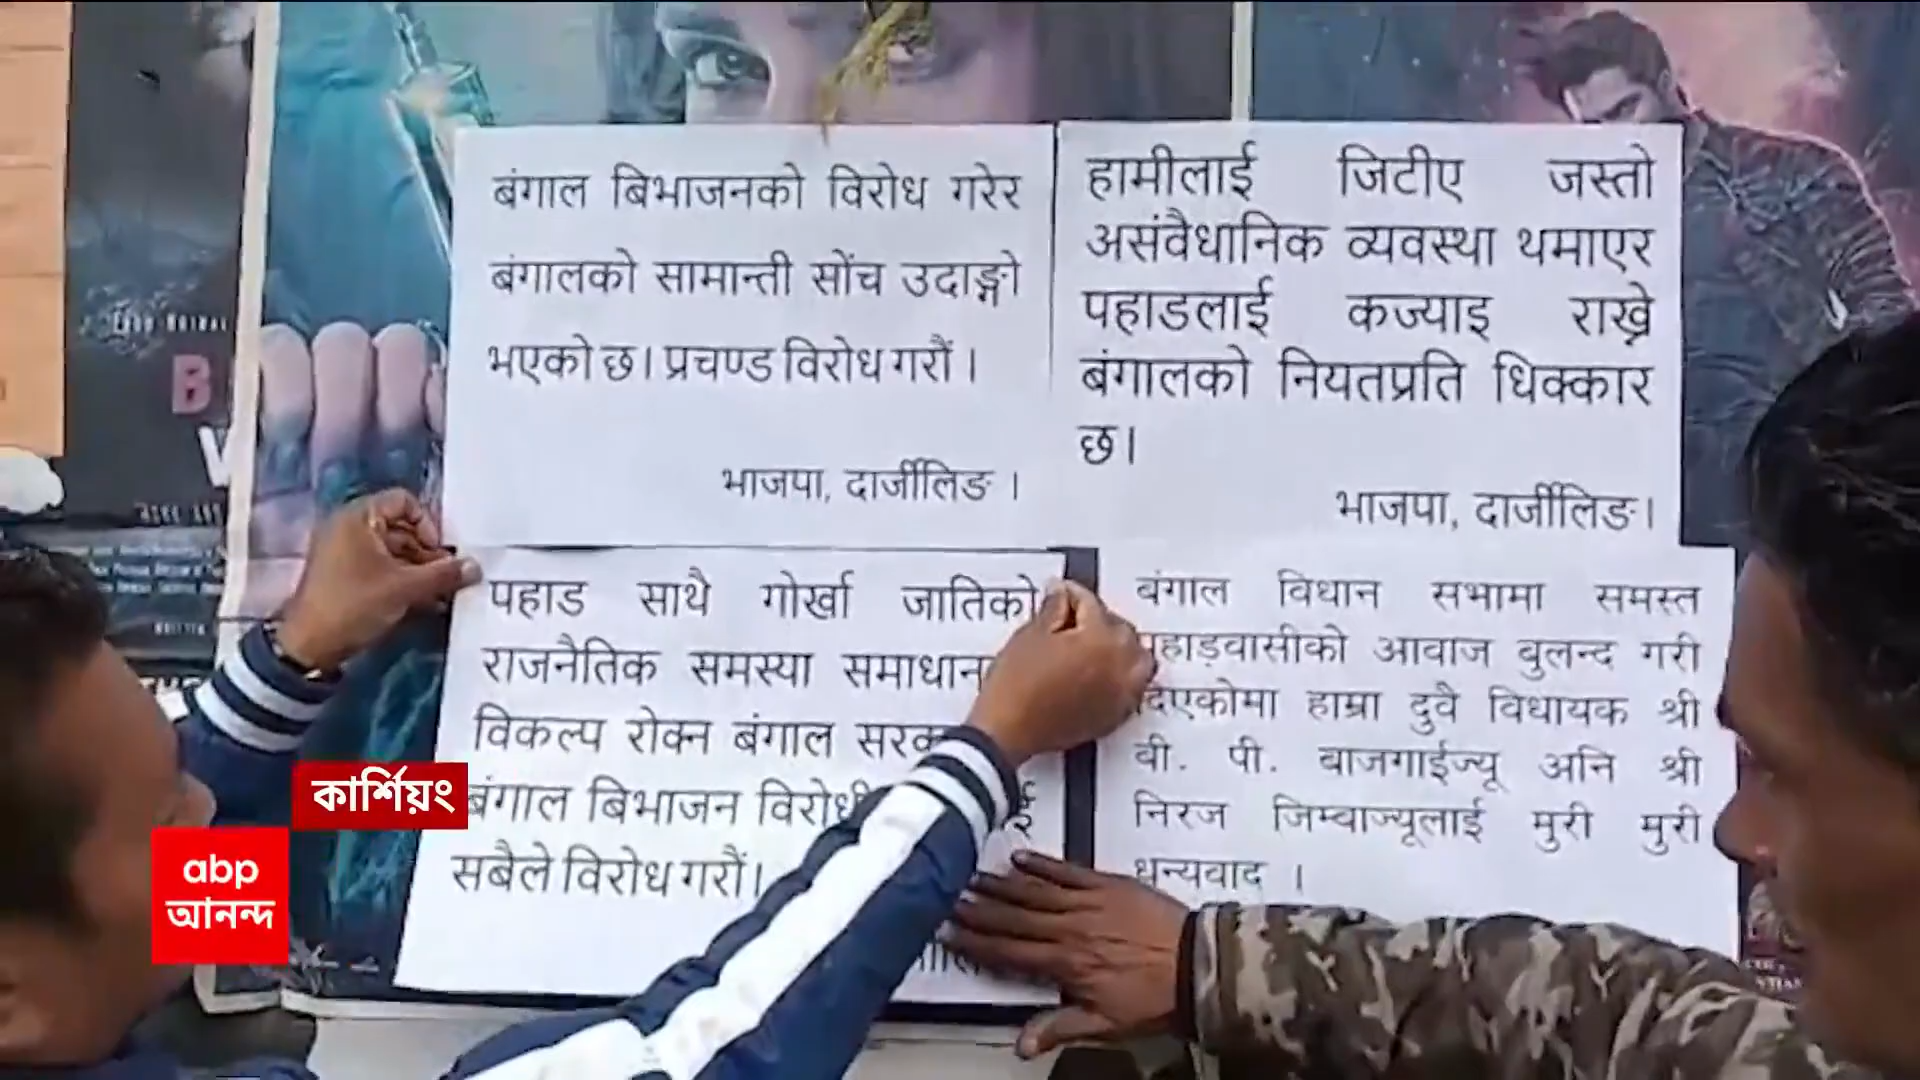 बंगाल बिभाजनको विरोध गरेर
बंगालको सामान्ती सोंच उदाङ्गो
भएको छ। प्रचण्ड विरोध गरौं ।
भाजपा, दार्जीलिङ ।
हामीलाई जिटीए जस्तो
असंवैधानिक व्यवस्था थमाएर
पहाडलाई कज्याइ राख्ने
बंगालको नियतप्रति धिक्कार
छ।
भाजपा, दार्जीलिङ।
पहाड साथै गोर्खा जातिको
राजनैतिक समस्या समाधान
विकल्प रोक्न बंगाल
बंगाल बिभाजन
सबैले विरोध गरौं।
बंगाल विधान सभामा समस्त
पहाड़वासीको आवाज बुलन्द गरी
दिएकोमा हाम्रा दुवै विधायक श्री
वी. पी. बाजगाईज्यू अनि श्री
निरज जिम्बाज्यूलाई मुरी मुरी
धन्यवाद ।
কার্শিয়ং
abp
আনন্দ